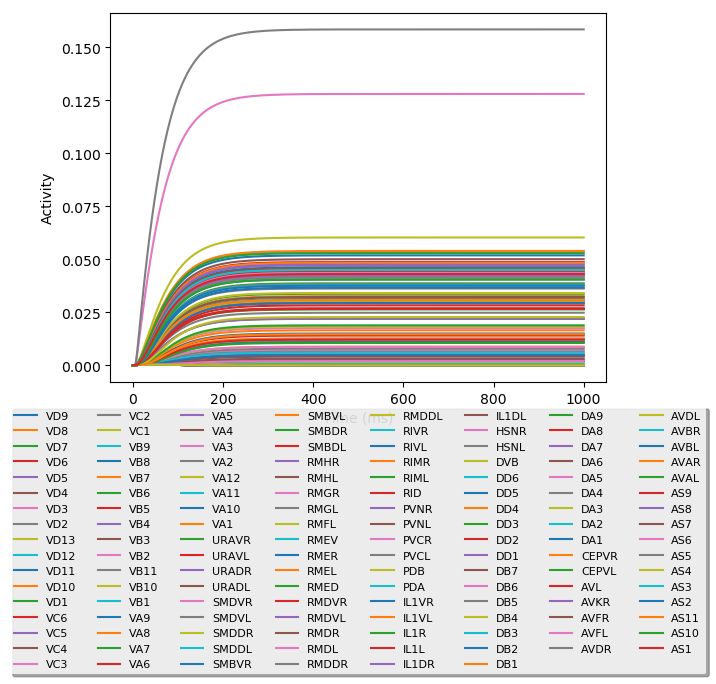 0.150
0.125
0.100
0.075
0.050
0.025
0.000
Activity
0 200 400 600 800 1000
(ms)
VD9
VD8
VD7
VD6
VD5
VD4
VD3
VD2
VD13
VD12
VD11
VD10
VD1
VC6
VC5
VC4
VC3
VC2
VC1
VB9
VB8
VB7
VB6
VB5
VB4
VB3
VB2
VB11
VB10
VB1
VA9
VA8
VA7
VA6
VA5
VA4
VA3
VA2
VA12
VA11
VA10
VA1
URAVR
URAVL
URADR
URADL
SMDVR
SMDVL
SMDDR
SMDDL
SMBVR
SMBVL
SMBDR
SMBDL
RMHR
RMHL
RMGR
RMGL
RMFL
RMEV
RMER
RMEL
RMED
RMDVR
RMDVL
RMDR
RMDL
RMDDR
RMDDL
RIVR
RIVL
RIMR
RIML
RID
PVNR
PVNL
PVCR
PVCL
PDB
PDA
IL1VR
IL1VL
IL1R
IL1L
IL1DR
IL1DL
HSNR
HSNL
DVB
DD6
DD5
DD4
DD3
DD2
DD1
DB7
DB6
DB5
DB4
DB3
DB2
DB1
DA9
DA8
DA7
DA6
DA5
DA4
DA3
DA2
DA1
CEPVR
CEPVL
AVL
AVKR
AVFR
AVFL
AVDR
AVDL
AVBR
AVBL
AVAR
AVAL
AS9
AS8
AS7
AS6
AS5
AS4
AS3
AS2
AS11
AS10
AS1